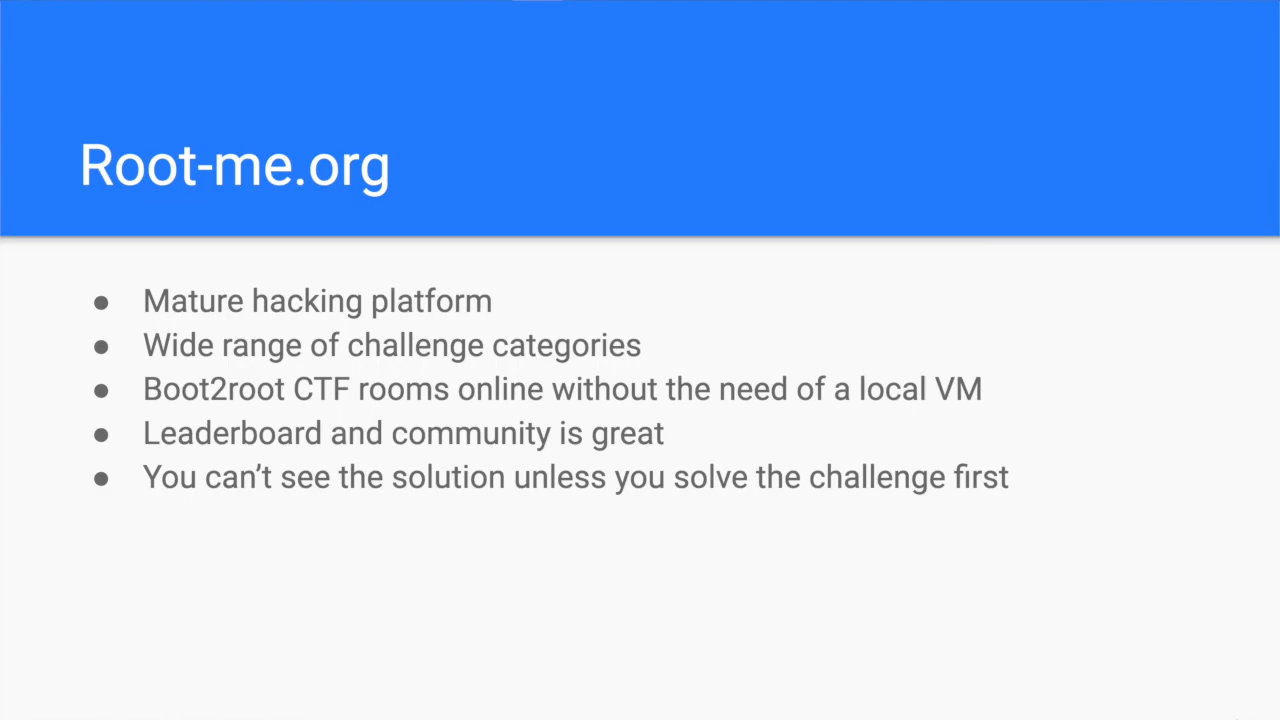 Root-me.org
● Mature hacking platform
● Wide range of challenge categories
● Boot2root CTF rooms online without the need of a local VM
● Leaderboard and community is great
● You can’t see the solution unless you solve the challenge first